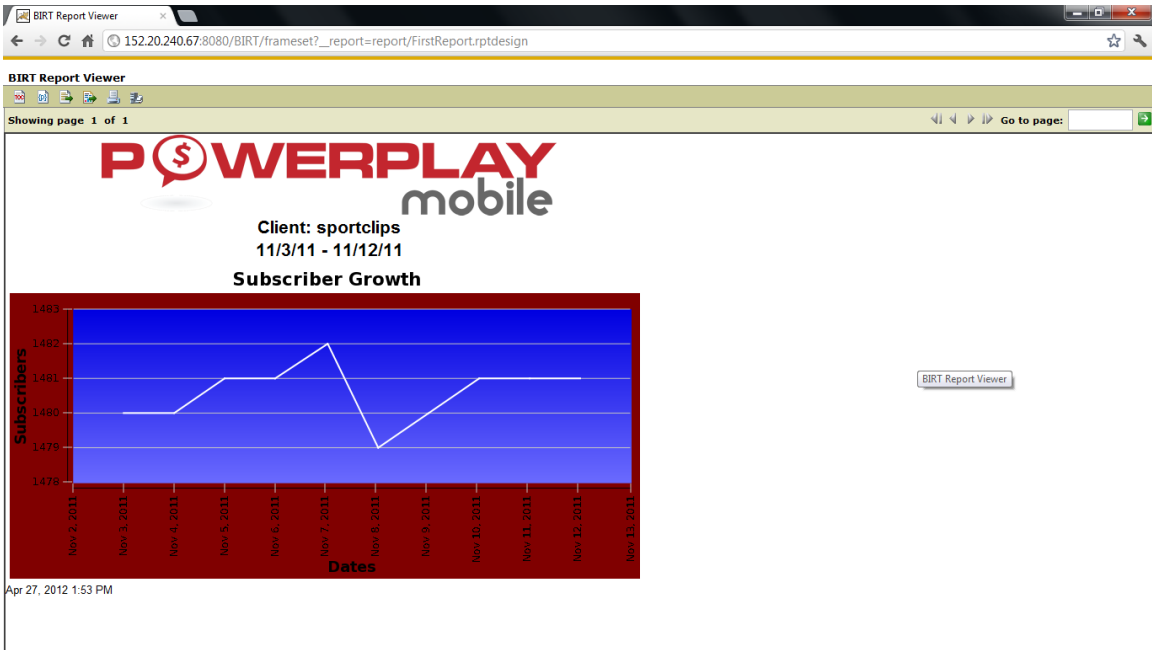 BIRT Report Viewer
152.20.240.67:8080/BIRT/frameset?__report=report/FirstReport.rptdesign
BIRT Report Viewer
Showing page 1 of 1
Go to page:
P$WERPLAY
mobile
Client: sportclips
11/3/11 - 11/12/11
Subscriber Growth
Subscribers
1483
1482
1481
1480
1479
1478
Nov 2, 2011
Nov 3, 2011
Nov 4, 2011
Nov 5, 2011
Nov 6, 2011
Nov 7, 2011
Nov 8, 2011
Nov 9, 2011
Nov 10, 2011
Nov 11, 2011
Nov 12, 2011
Nov 13, 2011
Dates
BIRT Report Viewer
Apr 27, 2012 1:53 PM